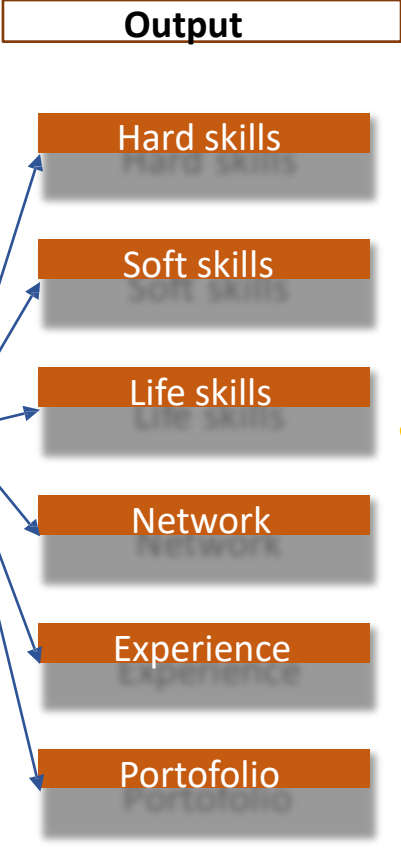 Output
Hard skills
Soft skills
Life skills
Network
Experience
Portofolio